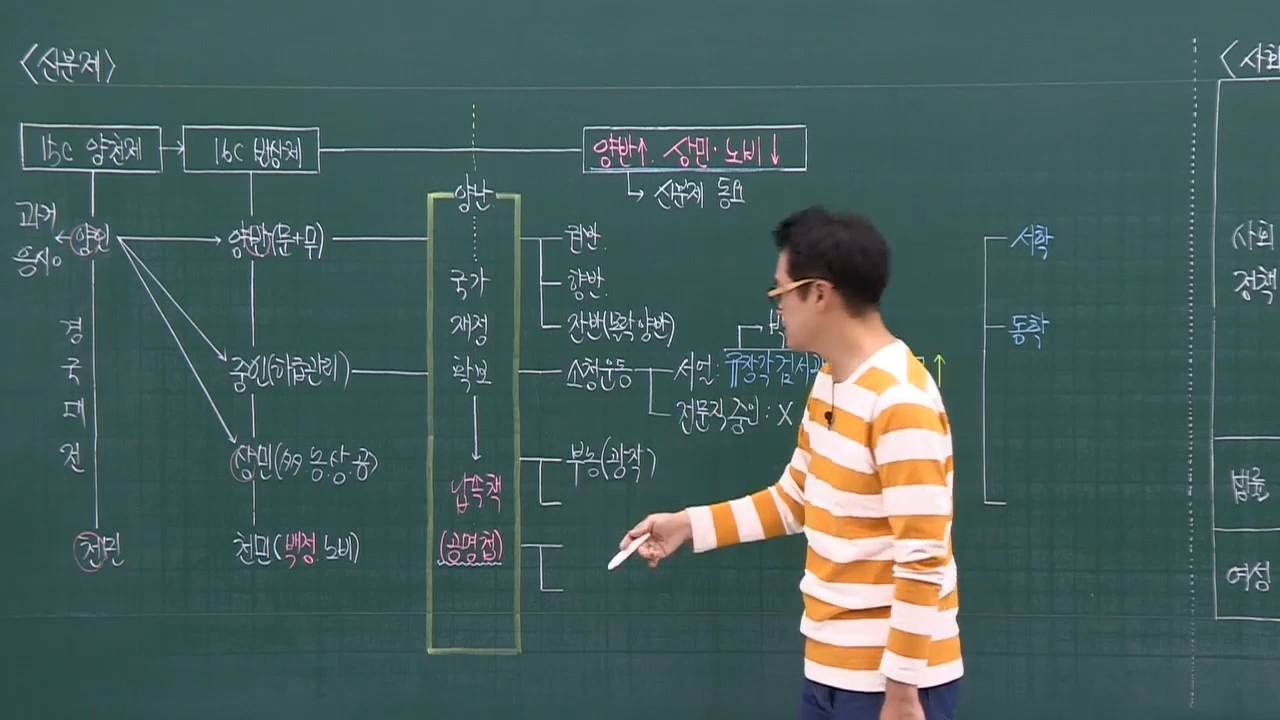 <신분제>
15C 양천제 → 16C 반상제
양반↑. 상민·노비↓
↳ 신분제 동요
과거
응시
양인
양반(문+무)
중인(하급관리)
상민( 농·상·공)
천민(백정. 노비)
경
국
대
전
천민
양난
국가
재정
확보
납속책
(공명첩)
권반.
향반.
잔반(몰락양반)
소청운동
서얼: 규장각 검서
↑
전문직 중인: X
부농(광작)
서학
동학
<사회
사회
정책
법률
여성